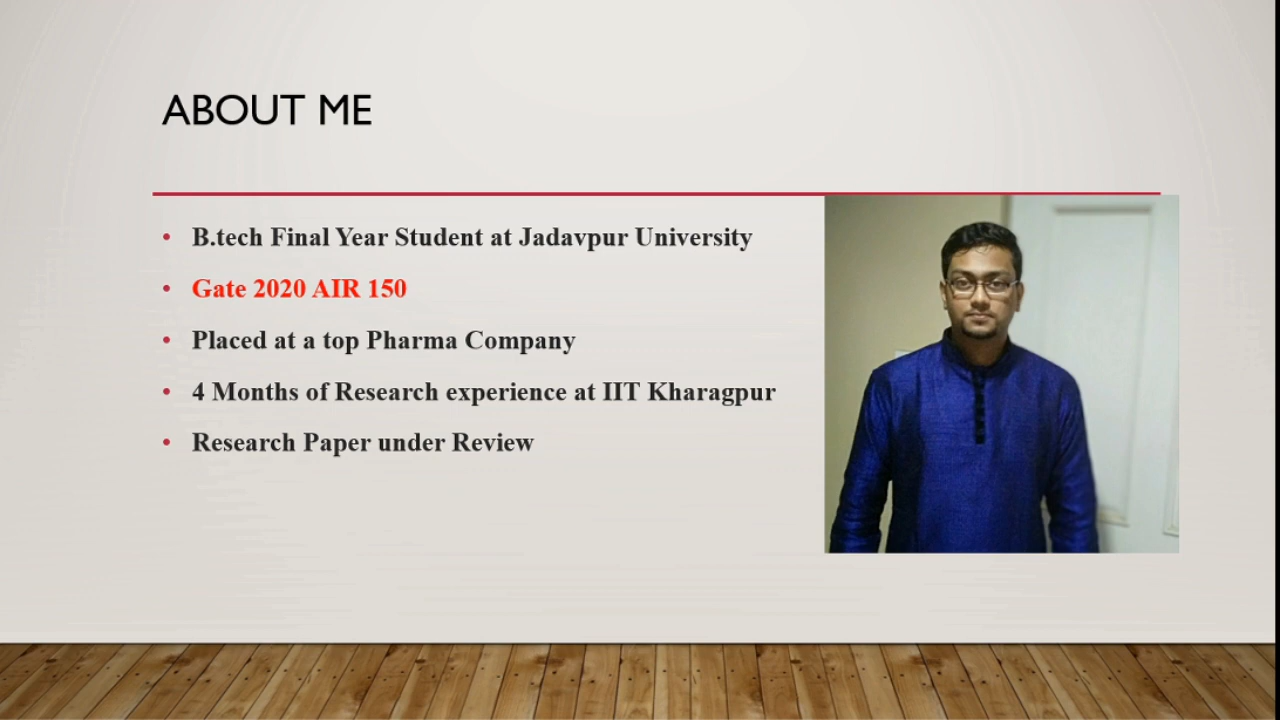 ABOUT ME
B.tech Final Year Student at Jadavpur University
Gate 2020 AIR 150
Placed at a top Pharma Company
4 Months of Research experience at IIT Kharagpur
Research Paper under Review